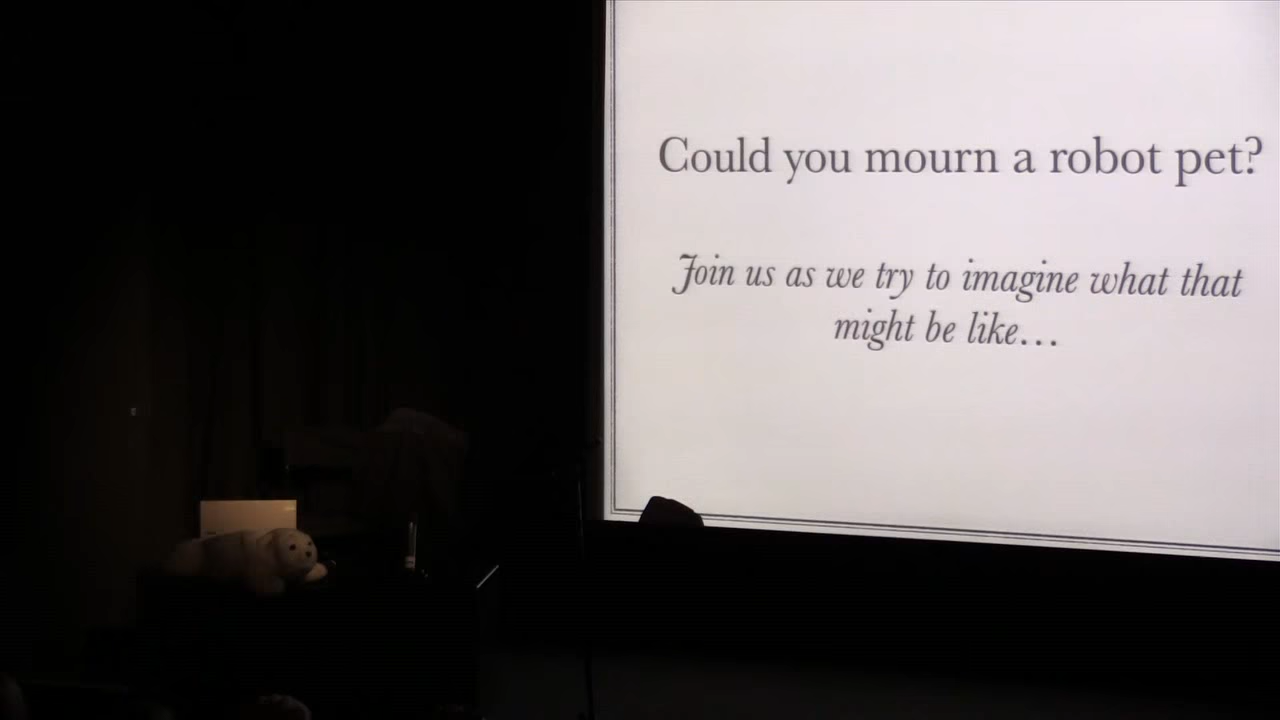 Could you mourn a robot pet?
Join us as we try to imagine what that
might be like...